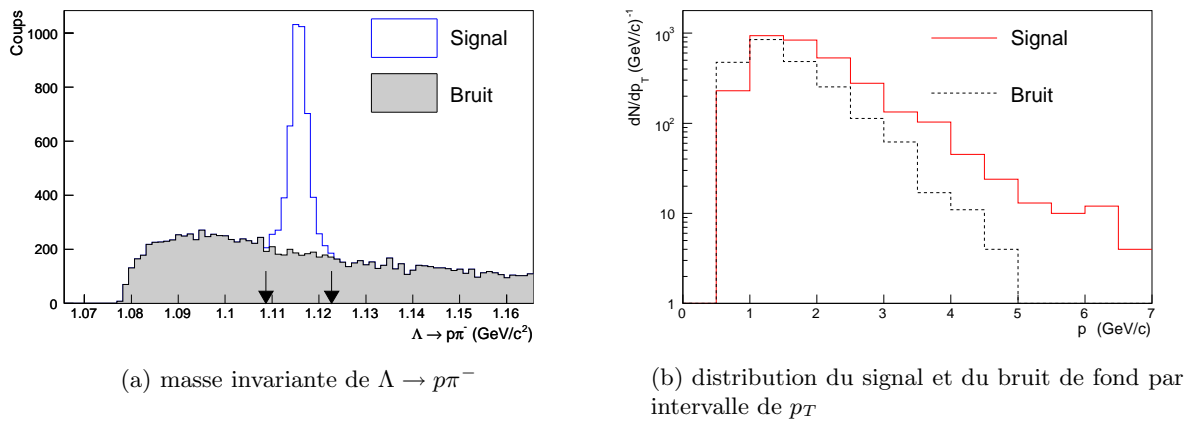 Coups
1000
800
600
400
200
0
Signal
Bruit
1.07 1.08 1.09 1.1 1.11 1.12 1.13 1.14 1.15 1.16
Λ → pπ⁻ (GeV/c²)
(a) masse invariante de Λ → pπ⁻
dN/dp_T (GeV/c)⁻¹
10³
10²
10
1
Signal
Bruit
0 1 2 3 4 5 6 7
p (GeV/c)
(b) distribution du signal et du bruit de fond par
intervalle de p_T